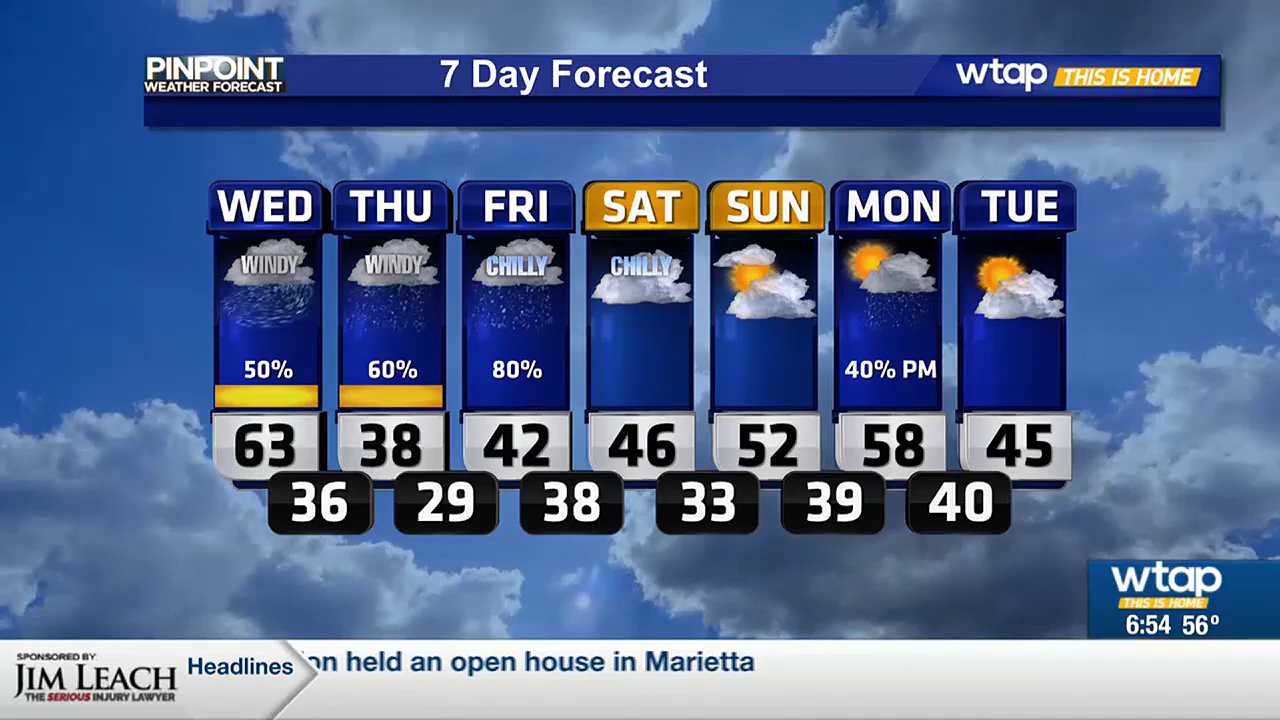 PINPOINT
WEATHER FORECAST
7 Day Forecast
wtap THIS IS HOME
WED THU FRI SAT SUN MON TUE
WINDY WINDY CHILLY CHILLY
50% 60% 80% 40% PM
63 38 42 46 52 58 45
36 29 38 33 39 40
wtap
THIS IS HOME
6:54 56°
SPONSORED BY:
JIM LEACH
THE SERIOUS INJURY LAWYER
Headlines
on held an open house in Marietta